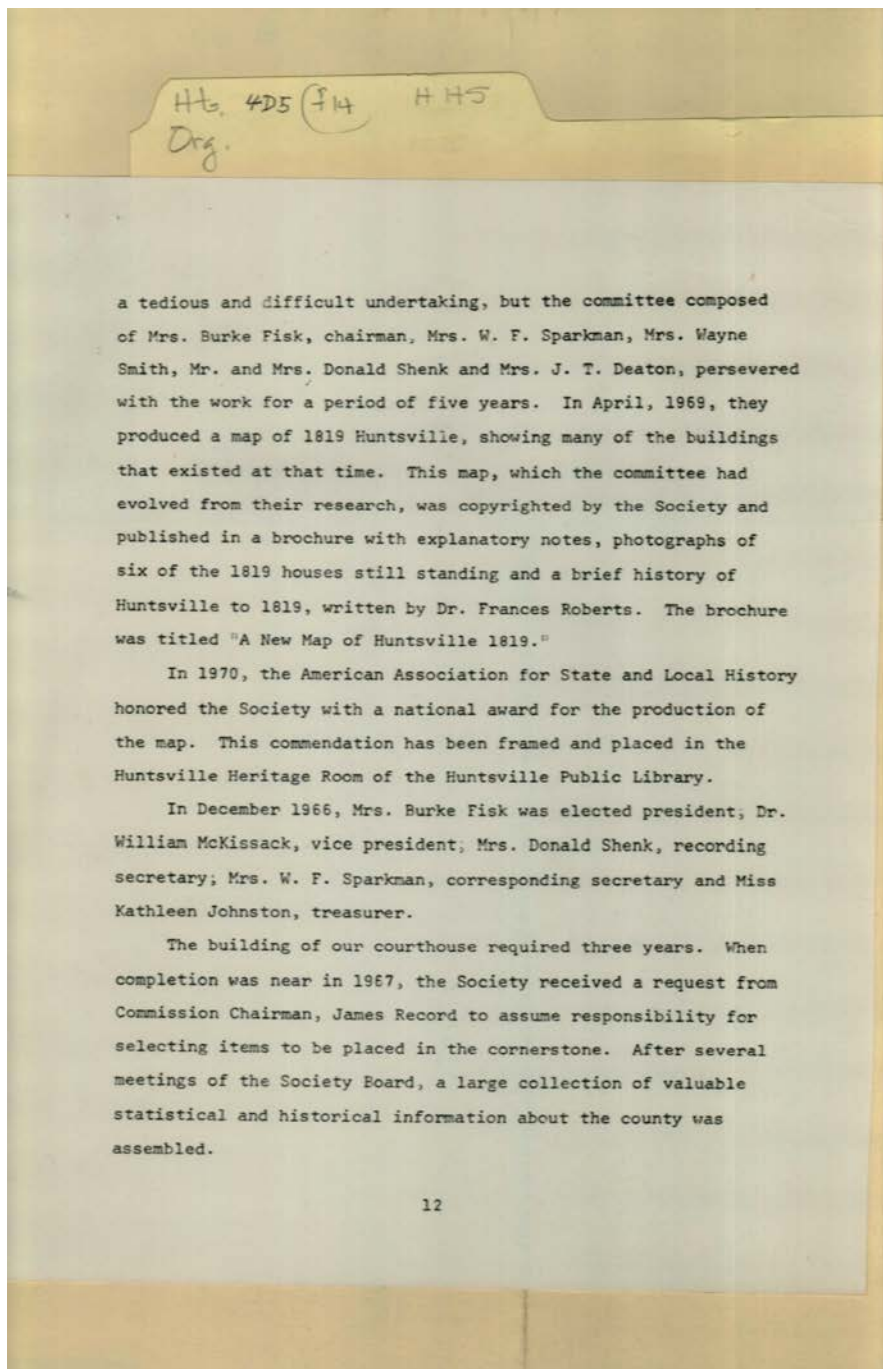 Hts. 4D5 (f14 HHS
Org.
a tedious and difficult undertaking, but the committee composed
of Mrs. Burke Fisk, chairman, Mrs. W. F. Sparkman, Mrs. Wayne
Smith, Mr. and Mrs. Donald Shenk and Mrs. J. T. Deaton, persevered
with the work for a period of five years. In April, 1969, they
produced a map of 1819 Huntsville, showing many of the buildings
that existed at that time. This map, which the committee had
evolved from their research, was copyrighted by the Society and
published in a brochure with explanatory notes, photographs of
six of the 1819 houses still standing and a brief history of
Huntsville to 1819, written by Dr. Frances Roberts. The brochure
was titled "A New Map of Huntsville 1819."
In 1970, the American Association for State and Local History
honored the Society with a national award for the production of
the map. This commendation has been framed and placed in the
Huntsville Heritage Room of the Huntsville Public Library.
In December 1966, Mrs. Burke Fisk was elected president; Dr.
William McKissack, vice president; Mrs. Donald Shenk, recording
secretary; Mrs. W. F. Sparkman, corresponding secretary and Miss
Kathleen Johnston, treasurer.
The building of our courthouse required three years. When
completion was near in 1967, the Society received a request from
Commission Chairman, James Record to assume responsibility for
selecting items to be placed in the cornerstone. After several
meetings of the Society Board, a large collection of valuable
statistical and historical information about the county was
assembled.
12